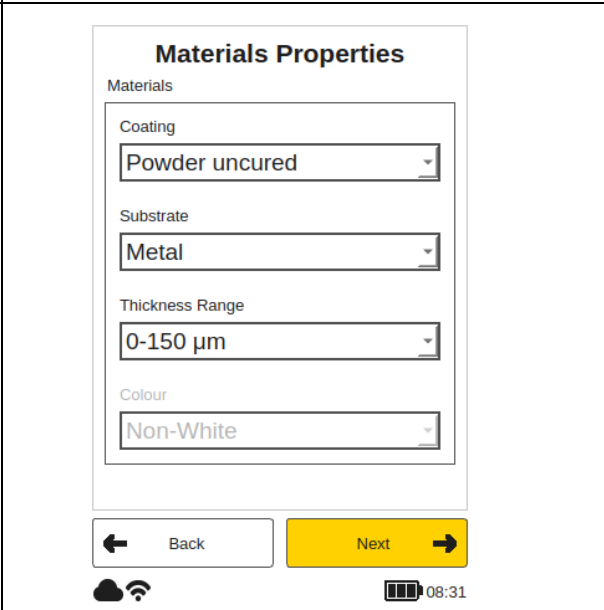 Materials Properties
Materials
Coating
Powder uncured
Substrate
Metal
Thickness Range
0-150 µm
Colour
Non-White
Back
Next
08:31